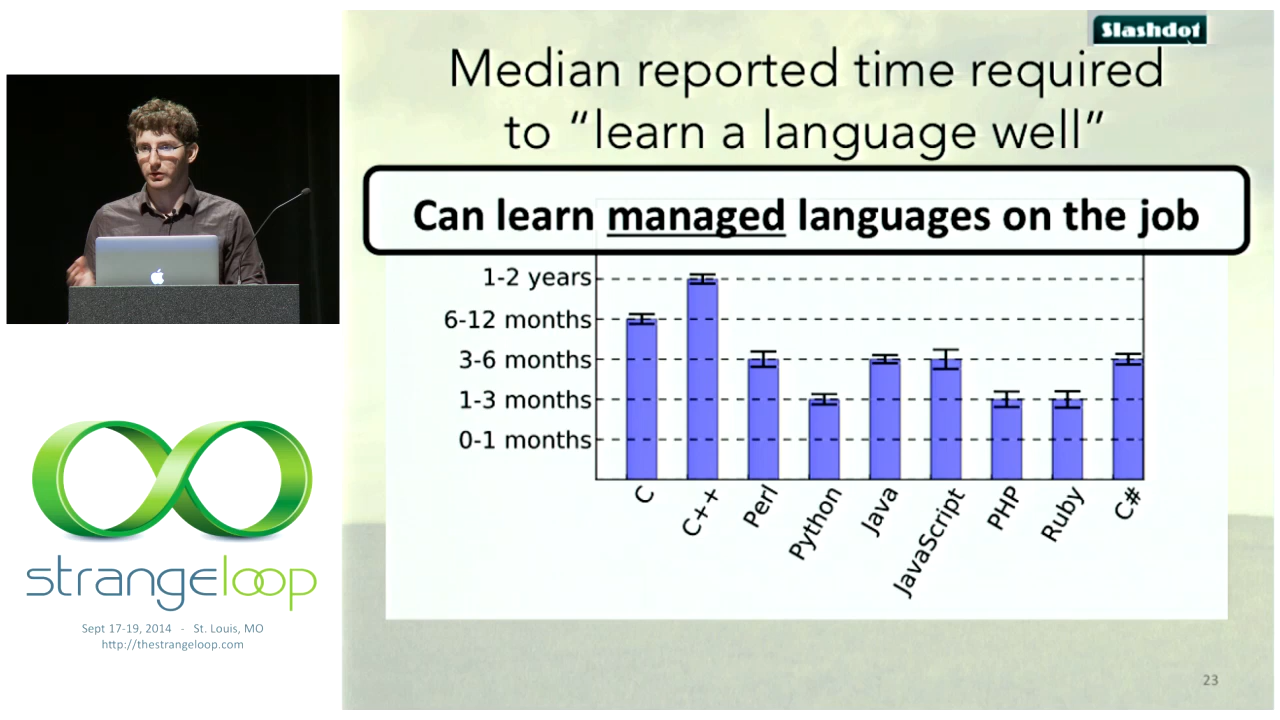 Slashdot
Median reported time required
to “learn a language well”
Can learn managed languages on the job
1-2 years
6-12 months
3-6 months
1-3 months
0-1 months
C
C++
Perl
Python
Java
JavaScript
PHP
Ruby
C#
strangeloop
Sept 17-19, 2014 - St. Louis, MO
http://thestrangeloop.com
23